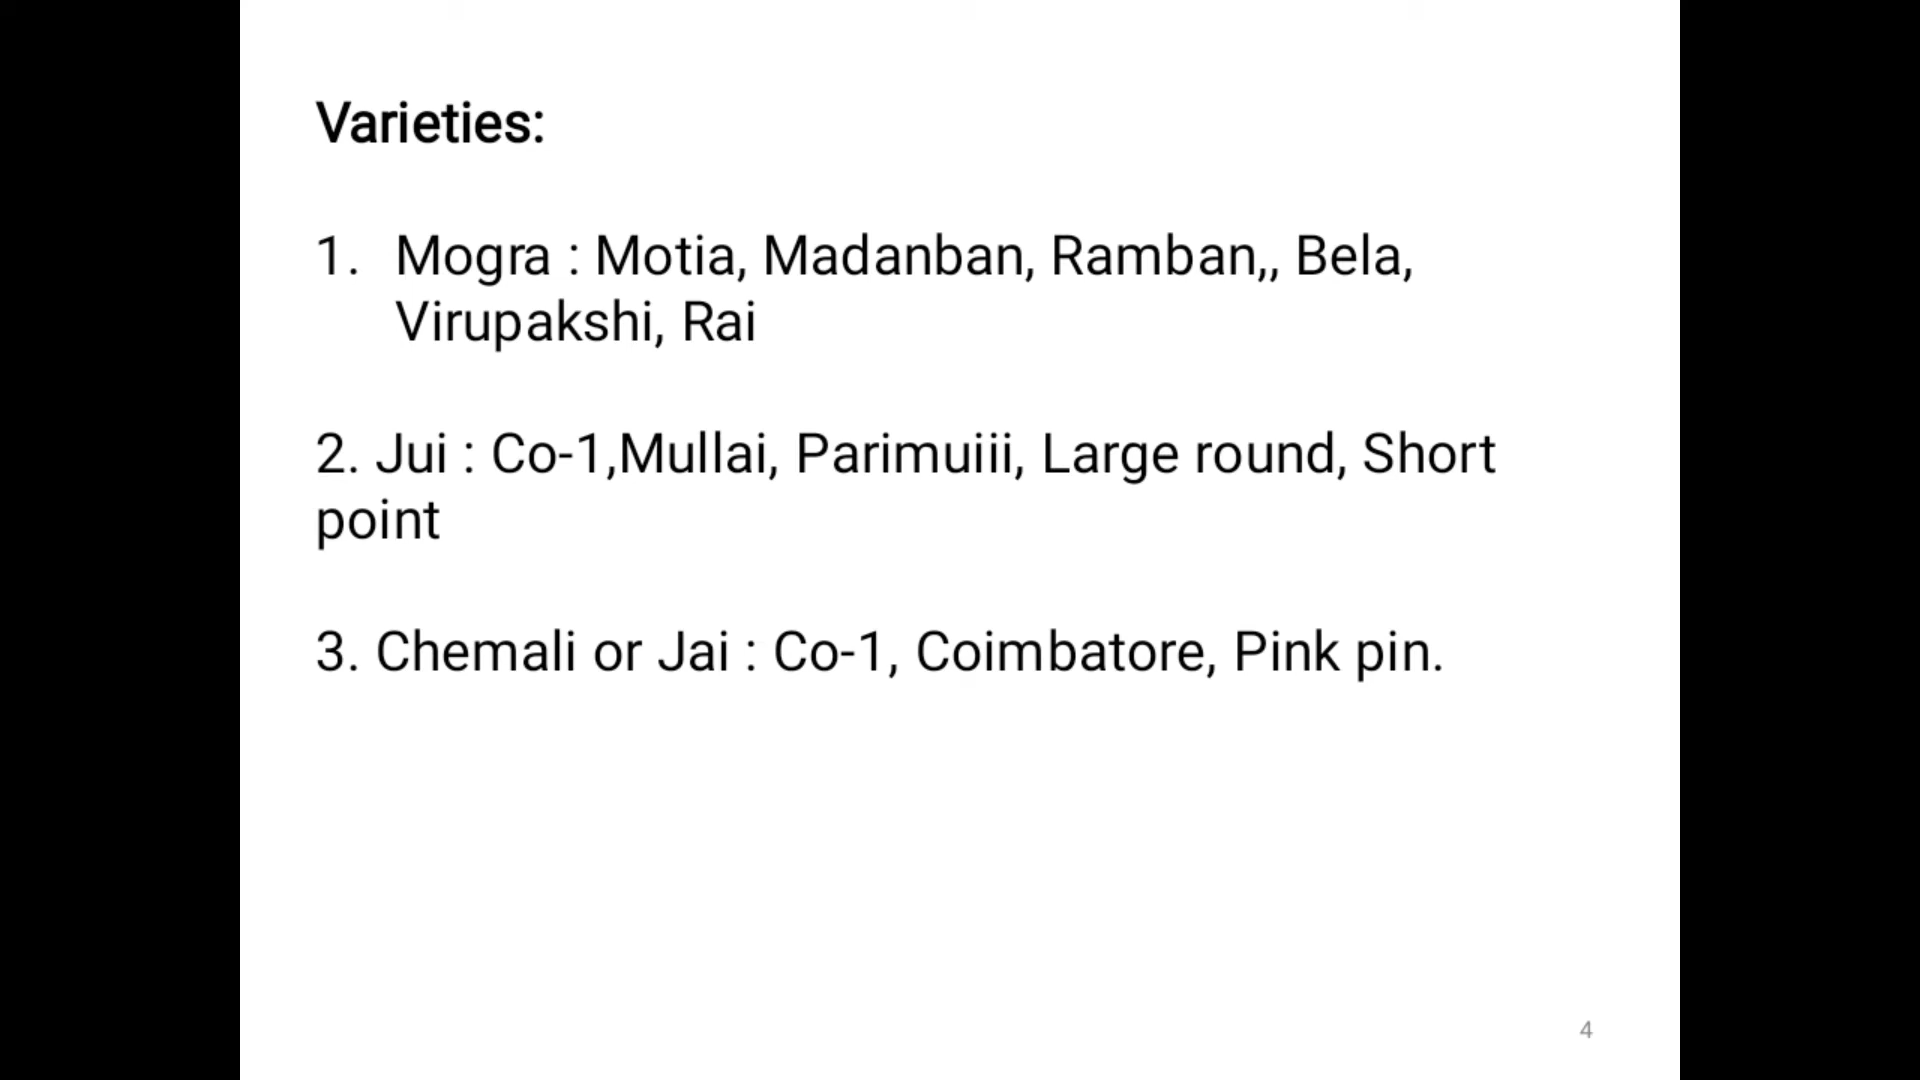 Varieties:
1. Mogra : Motia, Madanban, Ramban,, Bela,
Virupakshi, Rai
2. Jui : Co-1,Mullai, Parimuiii, Large round, Short
point
3. Chemali or Jai : Co-1, Coimbatore, Pink pin.
4